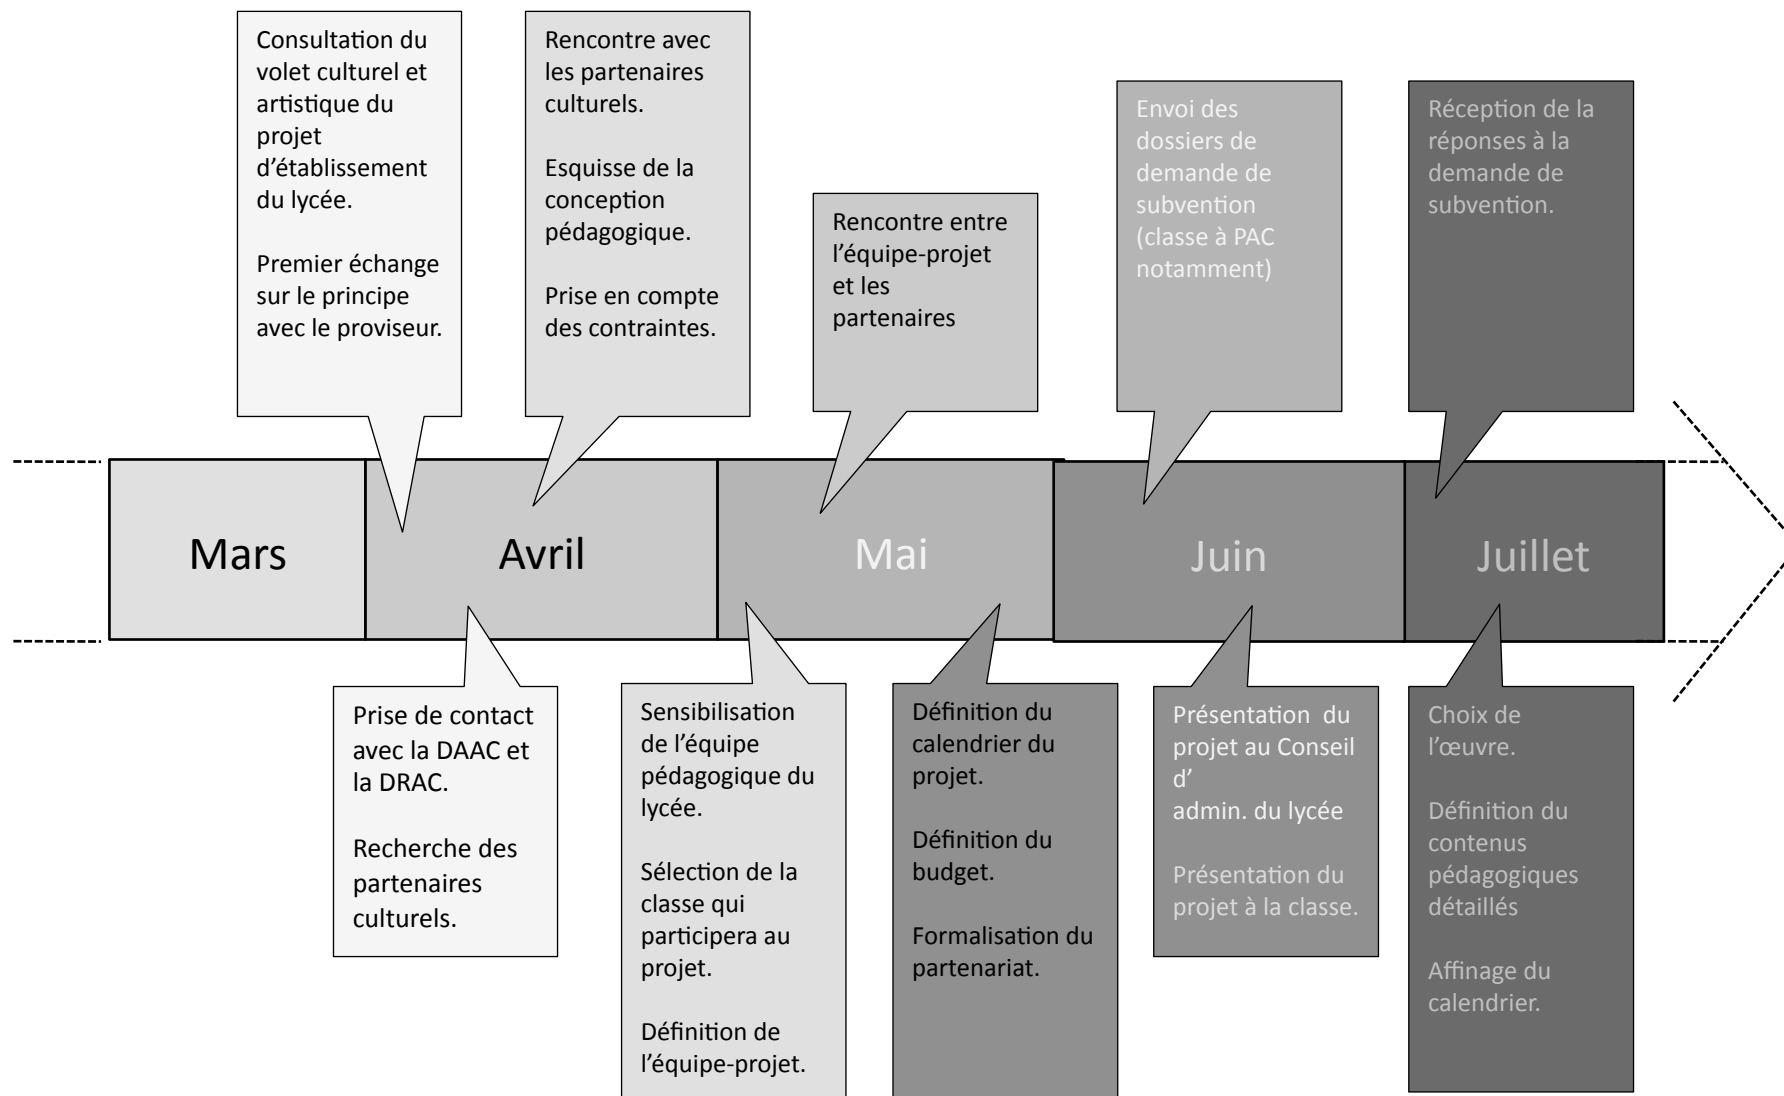 Consultation du
volet culturel et
artistique du
projet
d’établissement
du lycée.
Premier échange
sur le principe
avec le proviseur.
Rencontre avec
les partenaires
culturels.
Esquisse de la
conception
pédagogique.
Prise en compte
des contraintes.
Rencontre entre
l’équipe-projet
et les
partenaires
Envoi des
dossiers de
demande de
subvention
(classe à PAC
notamment)
Réception de la
réponses à la
demande de
subvention.
Mars
Avril
Mai
Juin
Juillet
Prise de contact
avec la DAAC et
la DRAC.
Recherche des
partenaires
culturels.
Sensibilisation
de l’équipe
pédagogique du
lycée.
Sélection de la
classe qui
participera au
projet.
Définition de
l’équipe-projet.
Définition du
calendrier du
projet.
Définition du
budget.
Formalisation du
partenariat.
Présentation du
projet au Conseil
d’
admin. du lycée
Présentation du
projet à la classe.
Choix de
l’œuvre.
Définition du
contenus
pédagogiques
détaillés
Affinage du
calendrier.